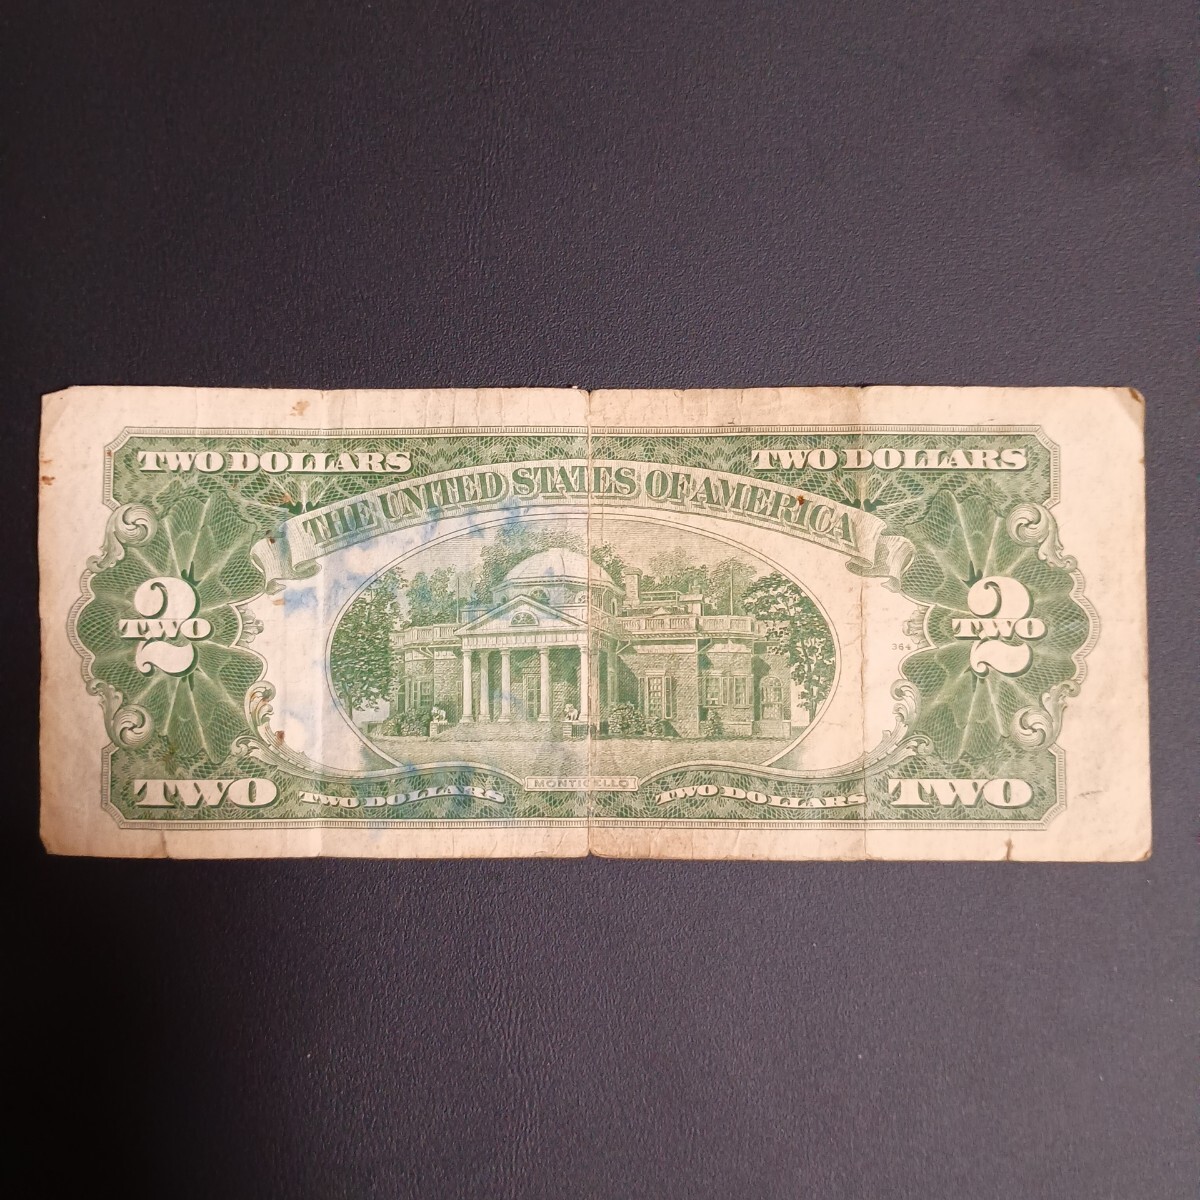 TWO DOLLARS TWO DOLLARS
THE UNITED STATES OF AMERICA
2 2
TWO TWO
364
MONTICELLO
TWO TWO DOLLARS TWO DOLLARS TWO